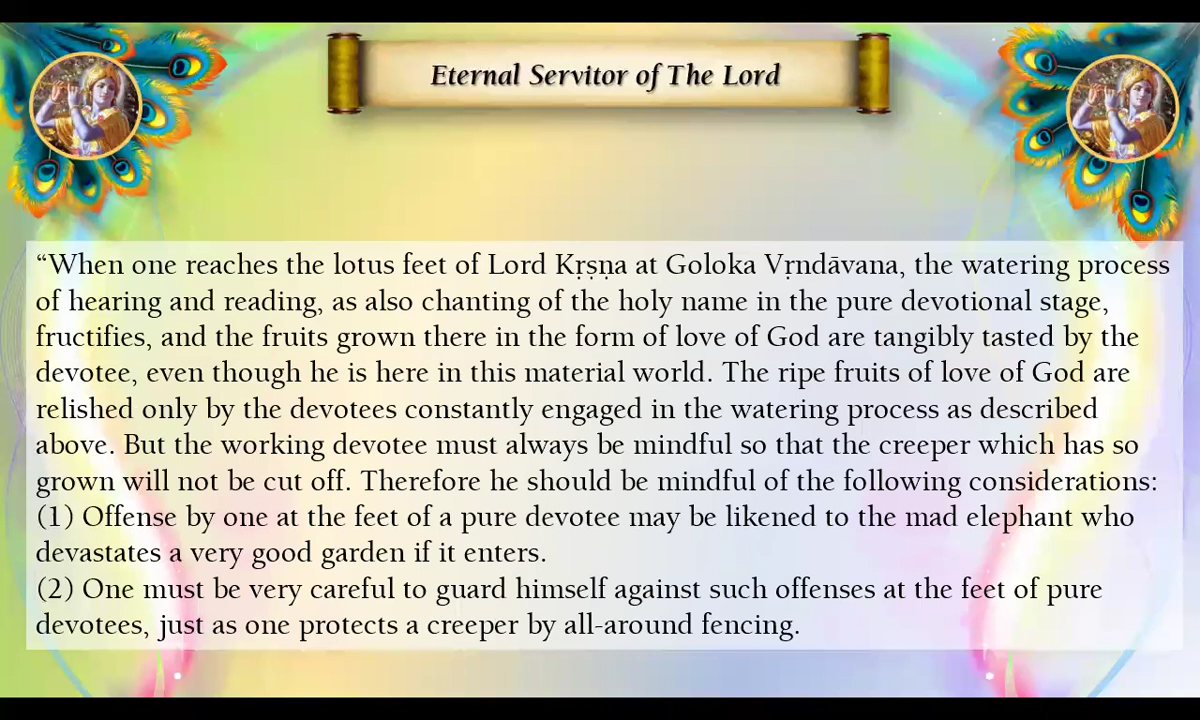 Eternal Servitor of The Lord
“When one reaches the lotus feet of Lord Kṛṣṇa at Goloka Vṛndāvana, the watering process
of hearing and reading, as also chanting of the holy name in the pure devotional stage,
fructifies, and the fruits grown there in the form of love of God are tangibly tasted by the
devotee, even though he is here in this material world. The ripe fruits of love of God are
relished only by the devotees constantly engaged in the watering process as described
above. But the working devotee must always be mindful so that the creeper which has so
grown will not be cut off. Therefore he should be mindful of the following considerations:
(1) Offense by one at the feet of a pure devotee may be likened to the mad elephant who
devastates a very good garden if it enters.
(2) One must be very careful to guard himself against such offenses at the feet of pure
devotees, just as one protects a creeper by all-around fencing.